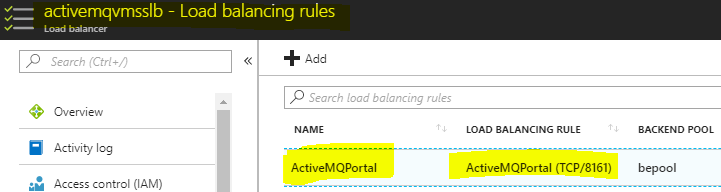 activemqvmsslb - Load balancing rules
Load balancer
Search (Ctrl+/)
«
Add
Overview
Activity log
Access control (IAM)
Search load balancing rules
NAME LOAD BALANCING RULE BACKEND POOL
ActiveMQPortal ActiveMQPortal (TCP/8161) bepool